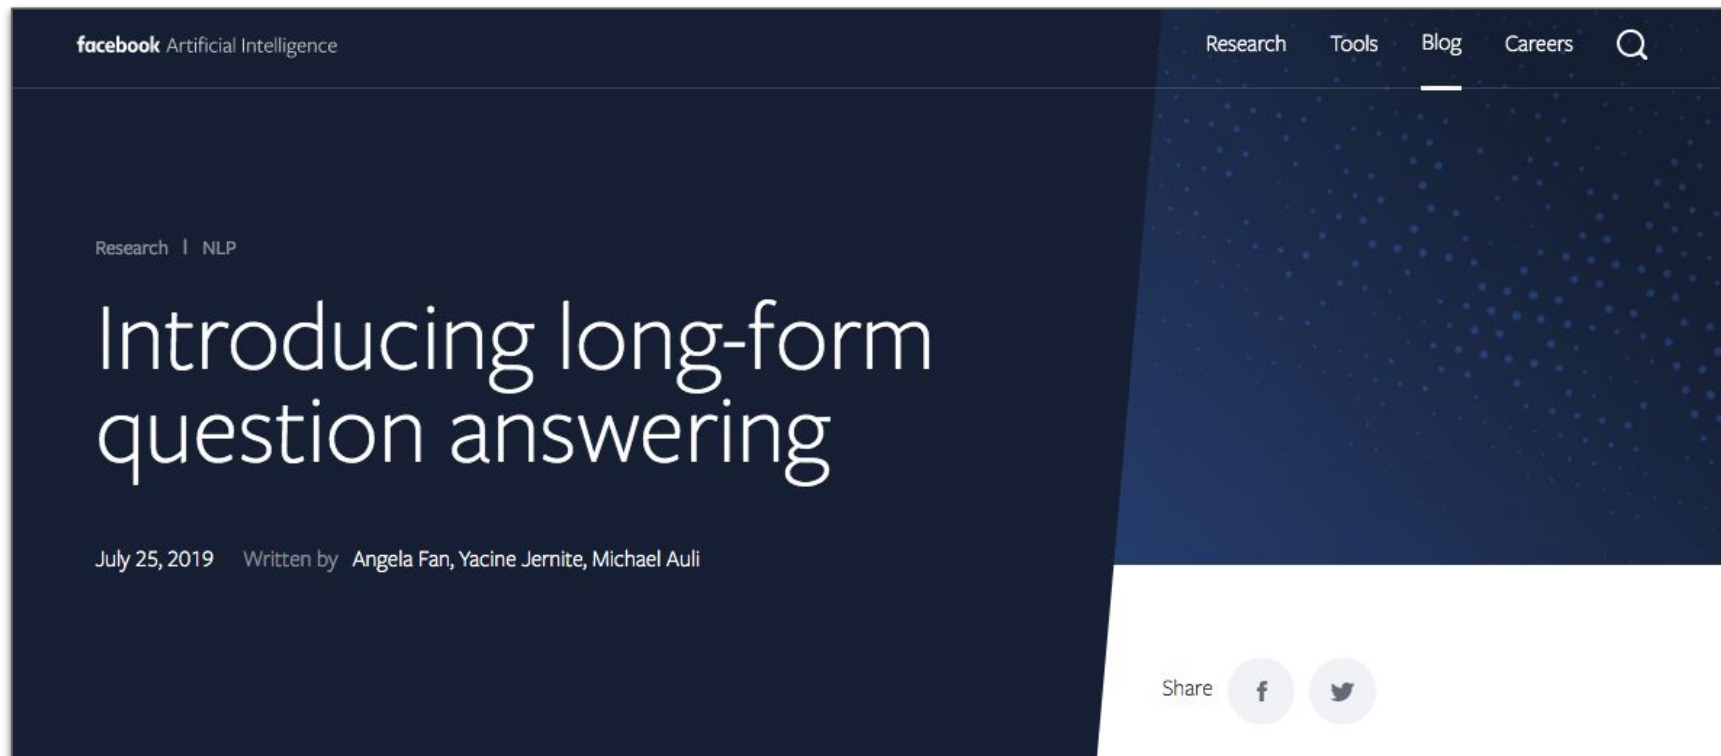 facebook Artificial Intelligence
Research Tools Blog Careers
Research | NLP
Introducing long-form
question answering
July 25, 2019 Written by Angela Fan, Yacine Jernite, Michael Auli
Share